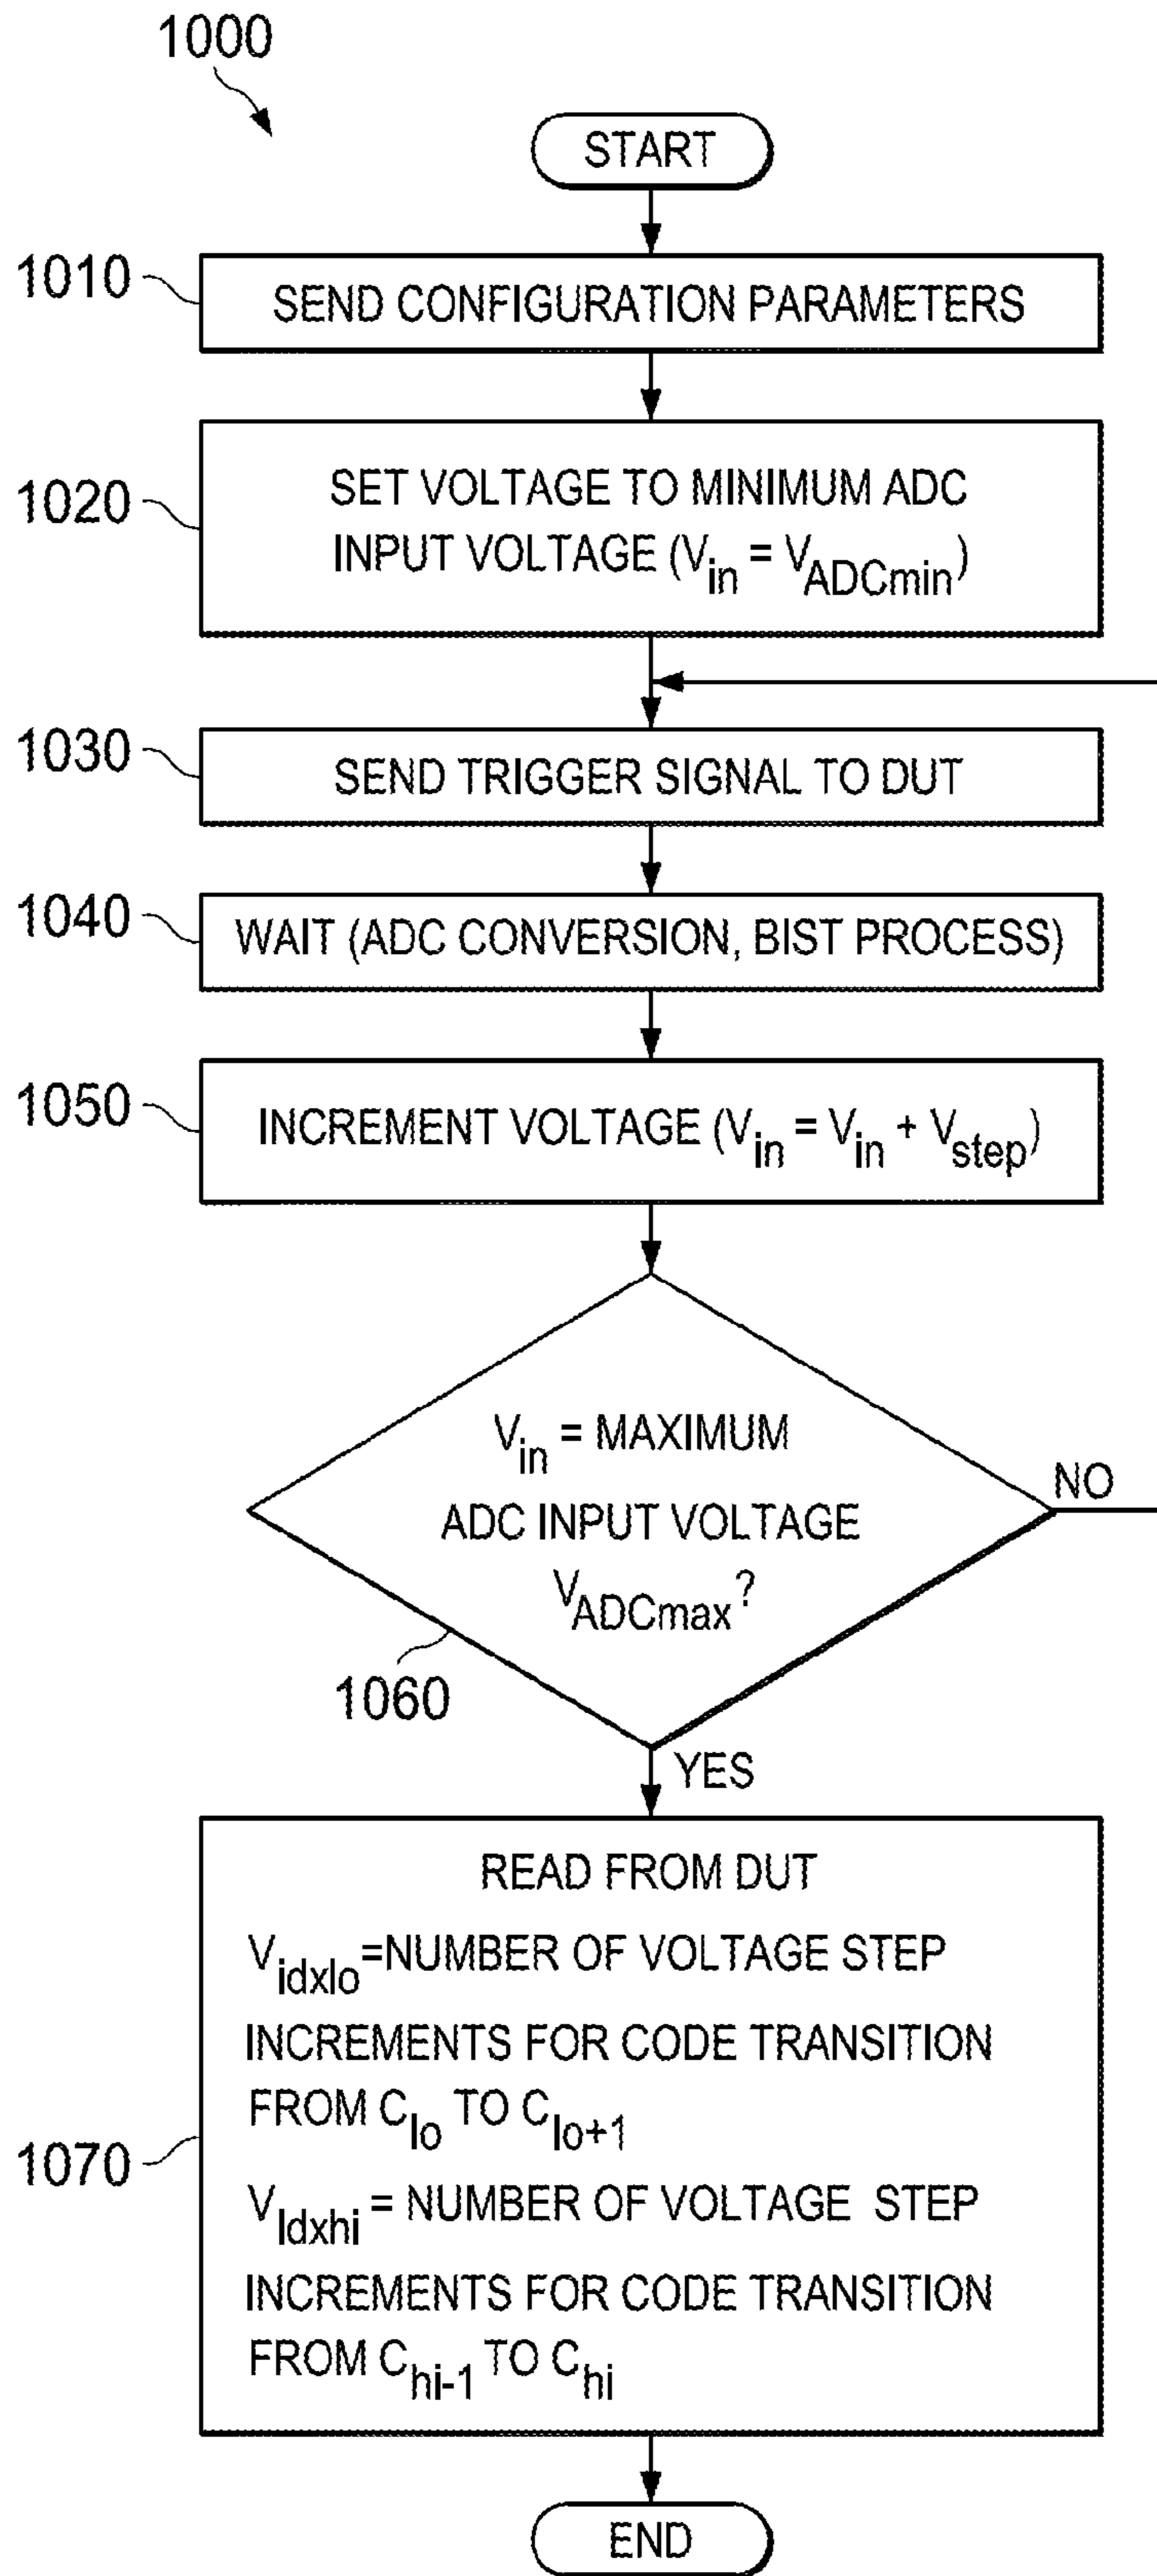 1000
START
1010
SEND CONFIGURATION PARAMETERS
1020
SET VOLTAGE TO MINIMUM ADC
INPUT VOLTAGE (Vin = VADCmin)
1030
SEND TRIGGER SIGNAL TO DUT
1040
WAIT (ADC CONVERSION, BIST PROCESS)
1050
INCREMENT VOLTAGE (Vin = Vin + Vstep)
Vin = MAXIMUM
ADC INPUT VOLTAGE
VADCmax?
NO
1060
YES
READ FROM DUT
Vidxlo=NUMBER OF VOLTAGE STEP
INCREMENTS FOR CODE TRANSITION
FROM Clo TO Clo+1
1070
VIdxhi = NUMBER OF VOLTAGE STEP
INCREMENTS FOR CODE TRANSITION
FROM Chi-1 TO Chi
END